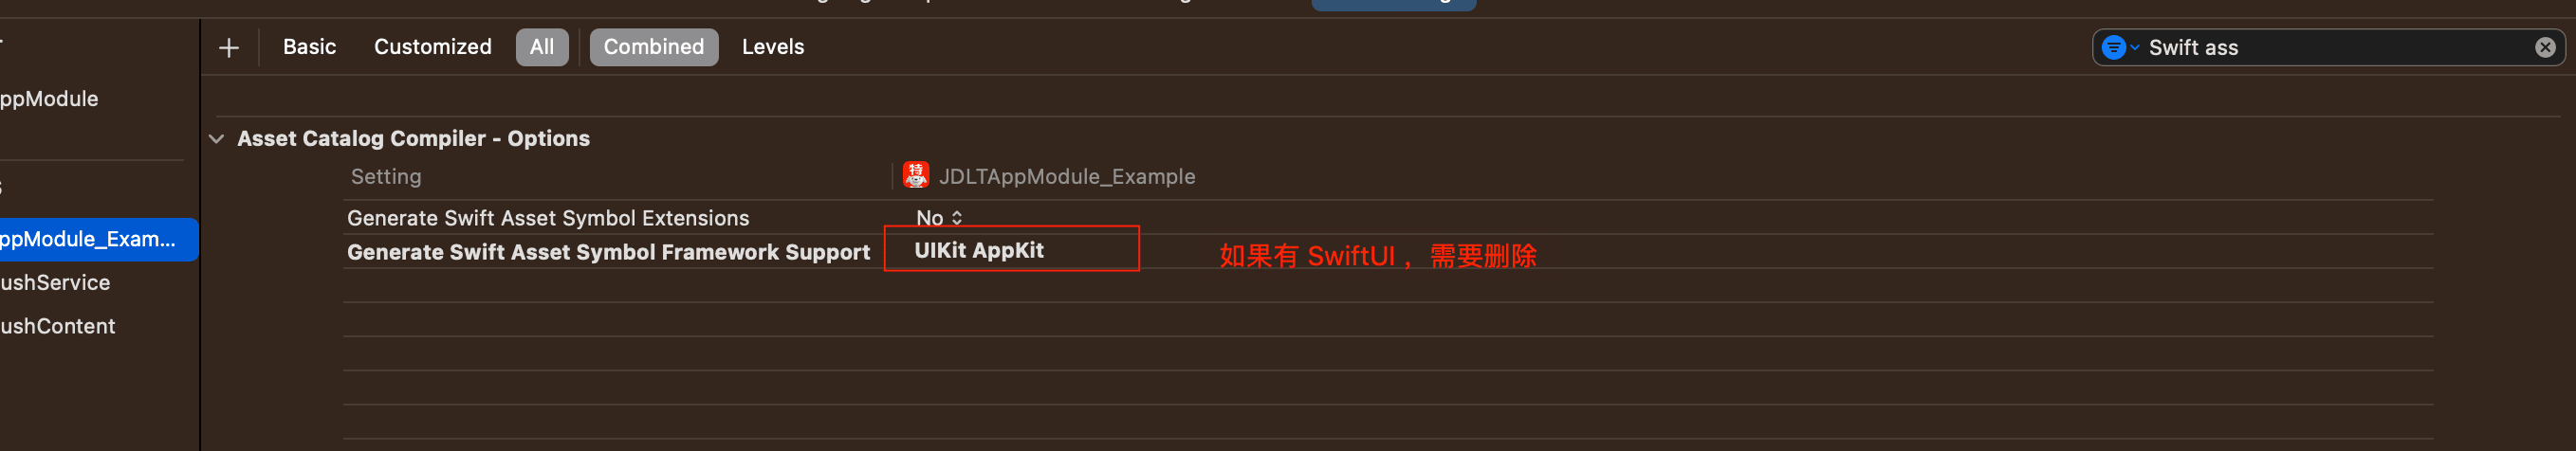 Basic Customized All Combined Levels Swift ass
ppModule
Asset Catalog Compiler - Options
Setting 特 JDLTAppModule_Example
Generate Swift Asset Symbol Extensions No
ppModule_Exam... Generate Swift Asset Symbol Framework Support UIKit AppKit 如果有 SwiftUI ，需要删除
ushService
ushContent